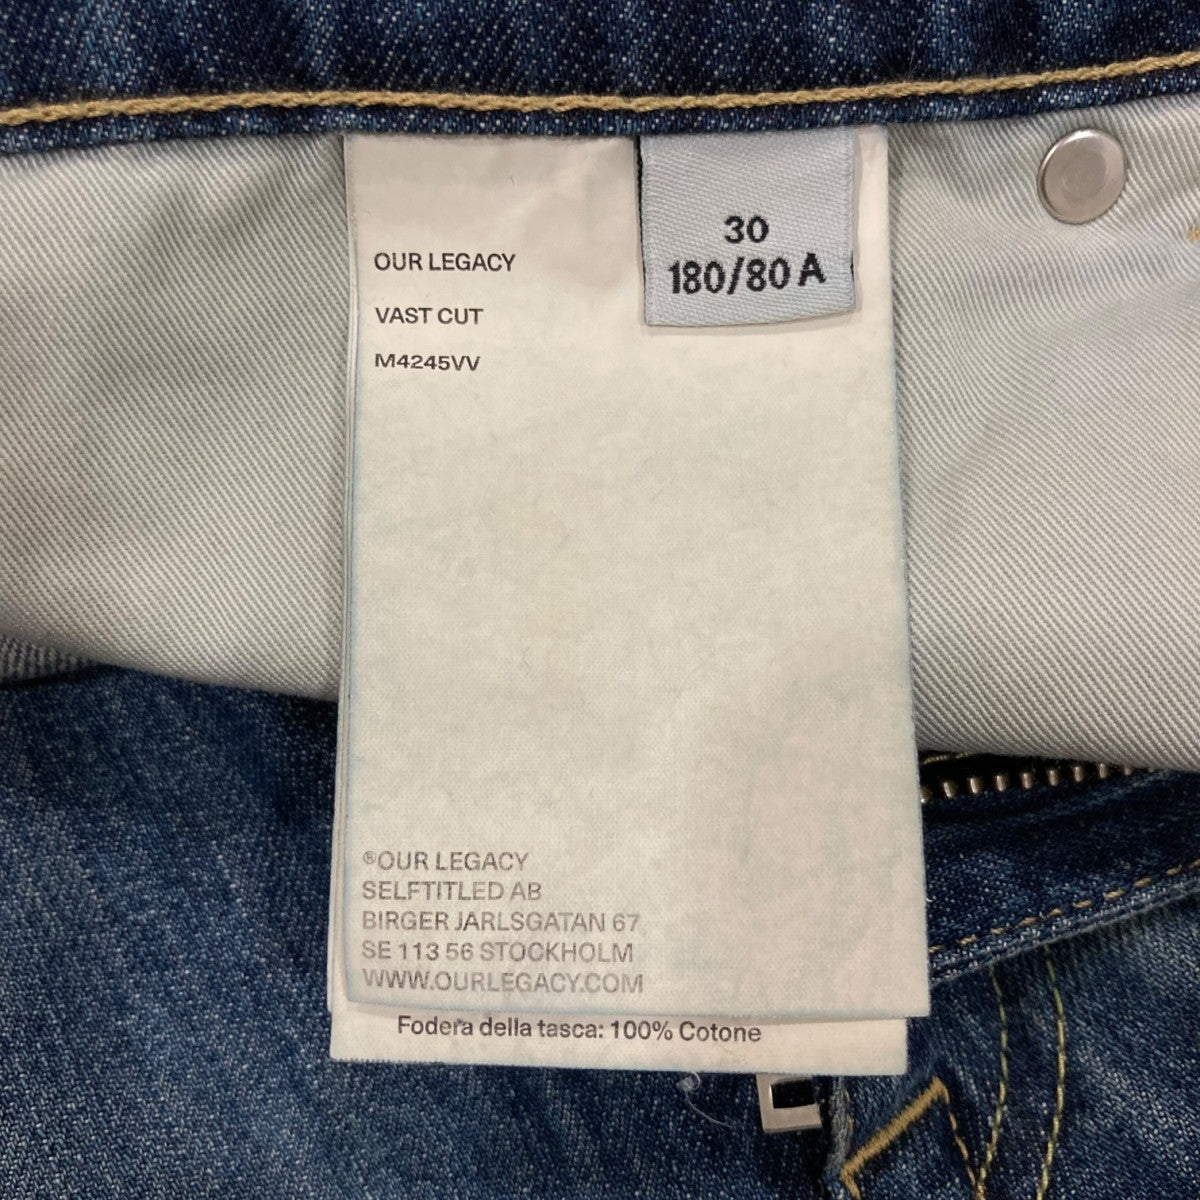 OUR LEGACY
VAST CUT
M4245VV
30
180/80 A
®OUR LEGACY
SELFTITLED AB
BIRGER JARLSGATAN 67
SE 113 56 STOCKHOLM
WWW.OURLEGACY.COM
Fodera della tasca: 100% Cotone